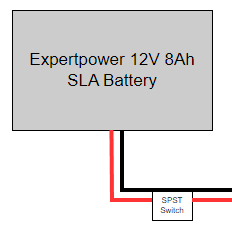 Expertpower 12V 8Ah
SLA Battery
SPST
Switch